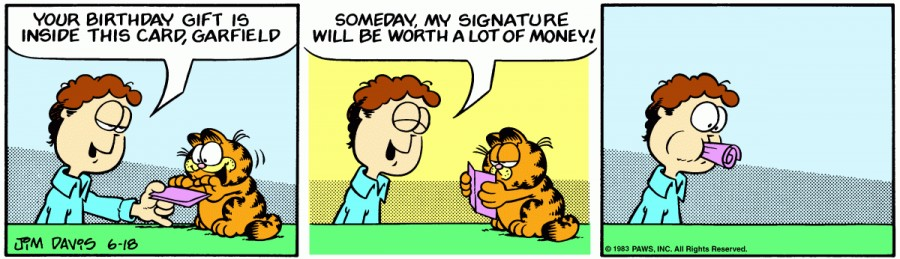 YOUR BIRTHDAY GIFT IS
INSIDE THIS CARD, GARFIELD
JIM DAVIS 6-18
SOMEDAY, MY SIGNATURE
WILL BE WORTH A LOT OF MONEY!
© 1983 PAWS, INC. All Rights Reserved.